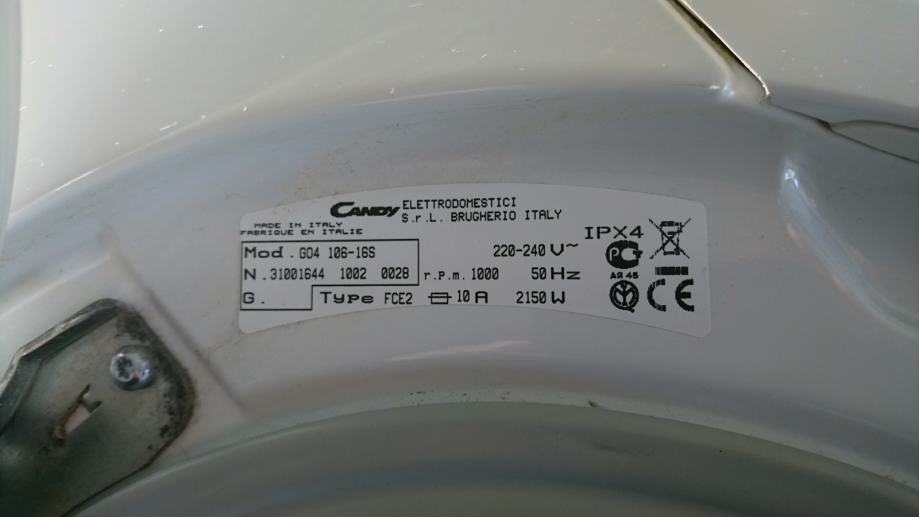 CANDY ELETTRODOMESTICI
S.r.L. BRUGHERIO ITALY
MADE IN ITALY
FABRIQUE EN ITALIE
IPX4
Mod. GO4 106-16S
220-240 V~
N. 31001644 1002 0028
r.p.m. 1000
50 Hz
АЯ 46
G.
Type FCE2
10 A
2150 W
CE